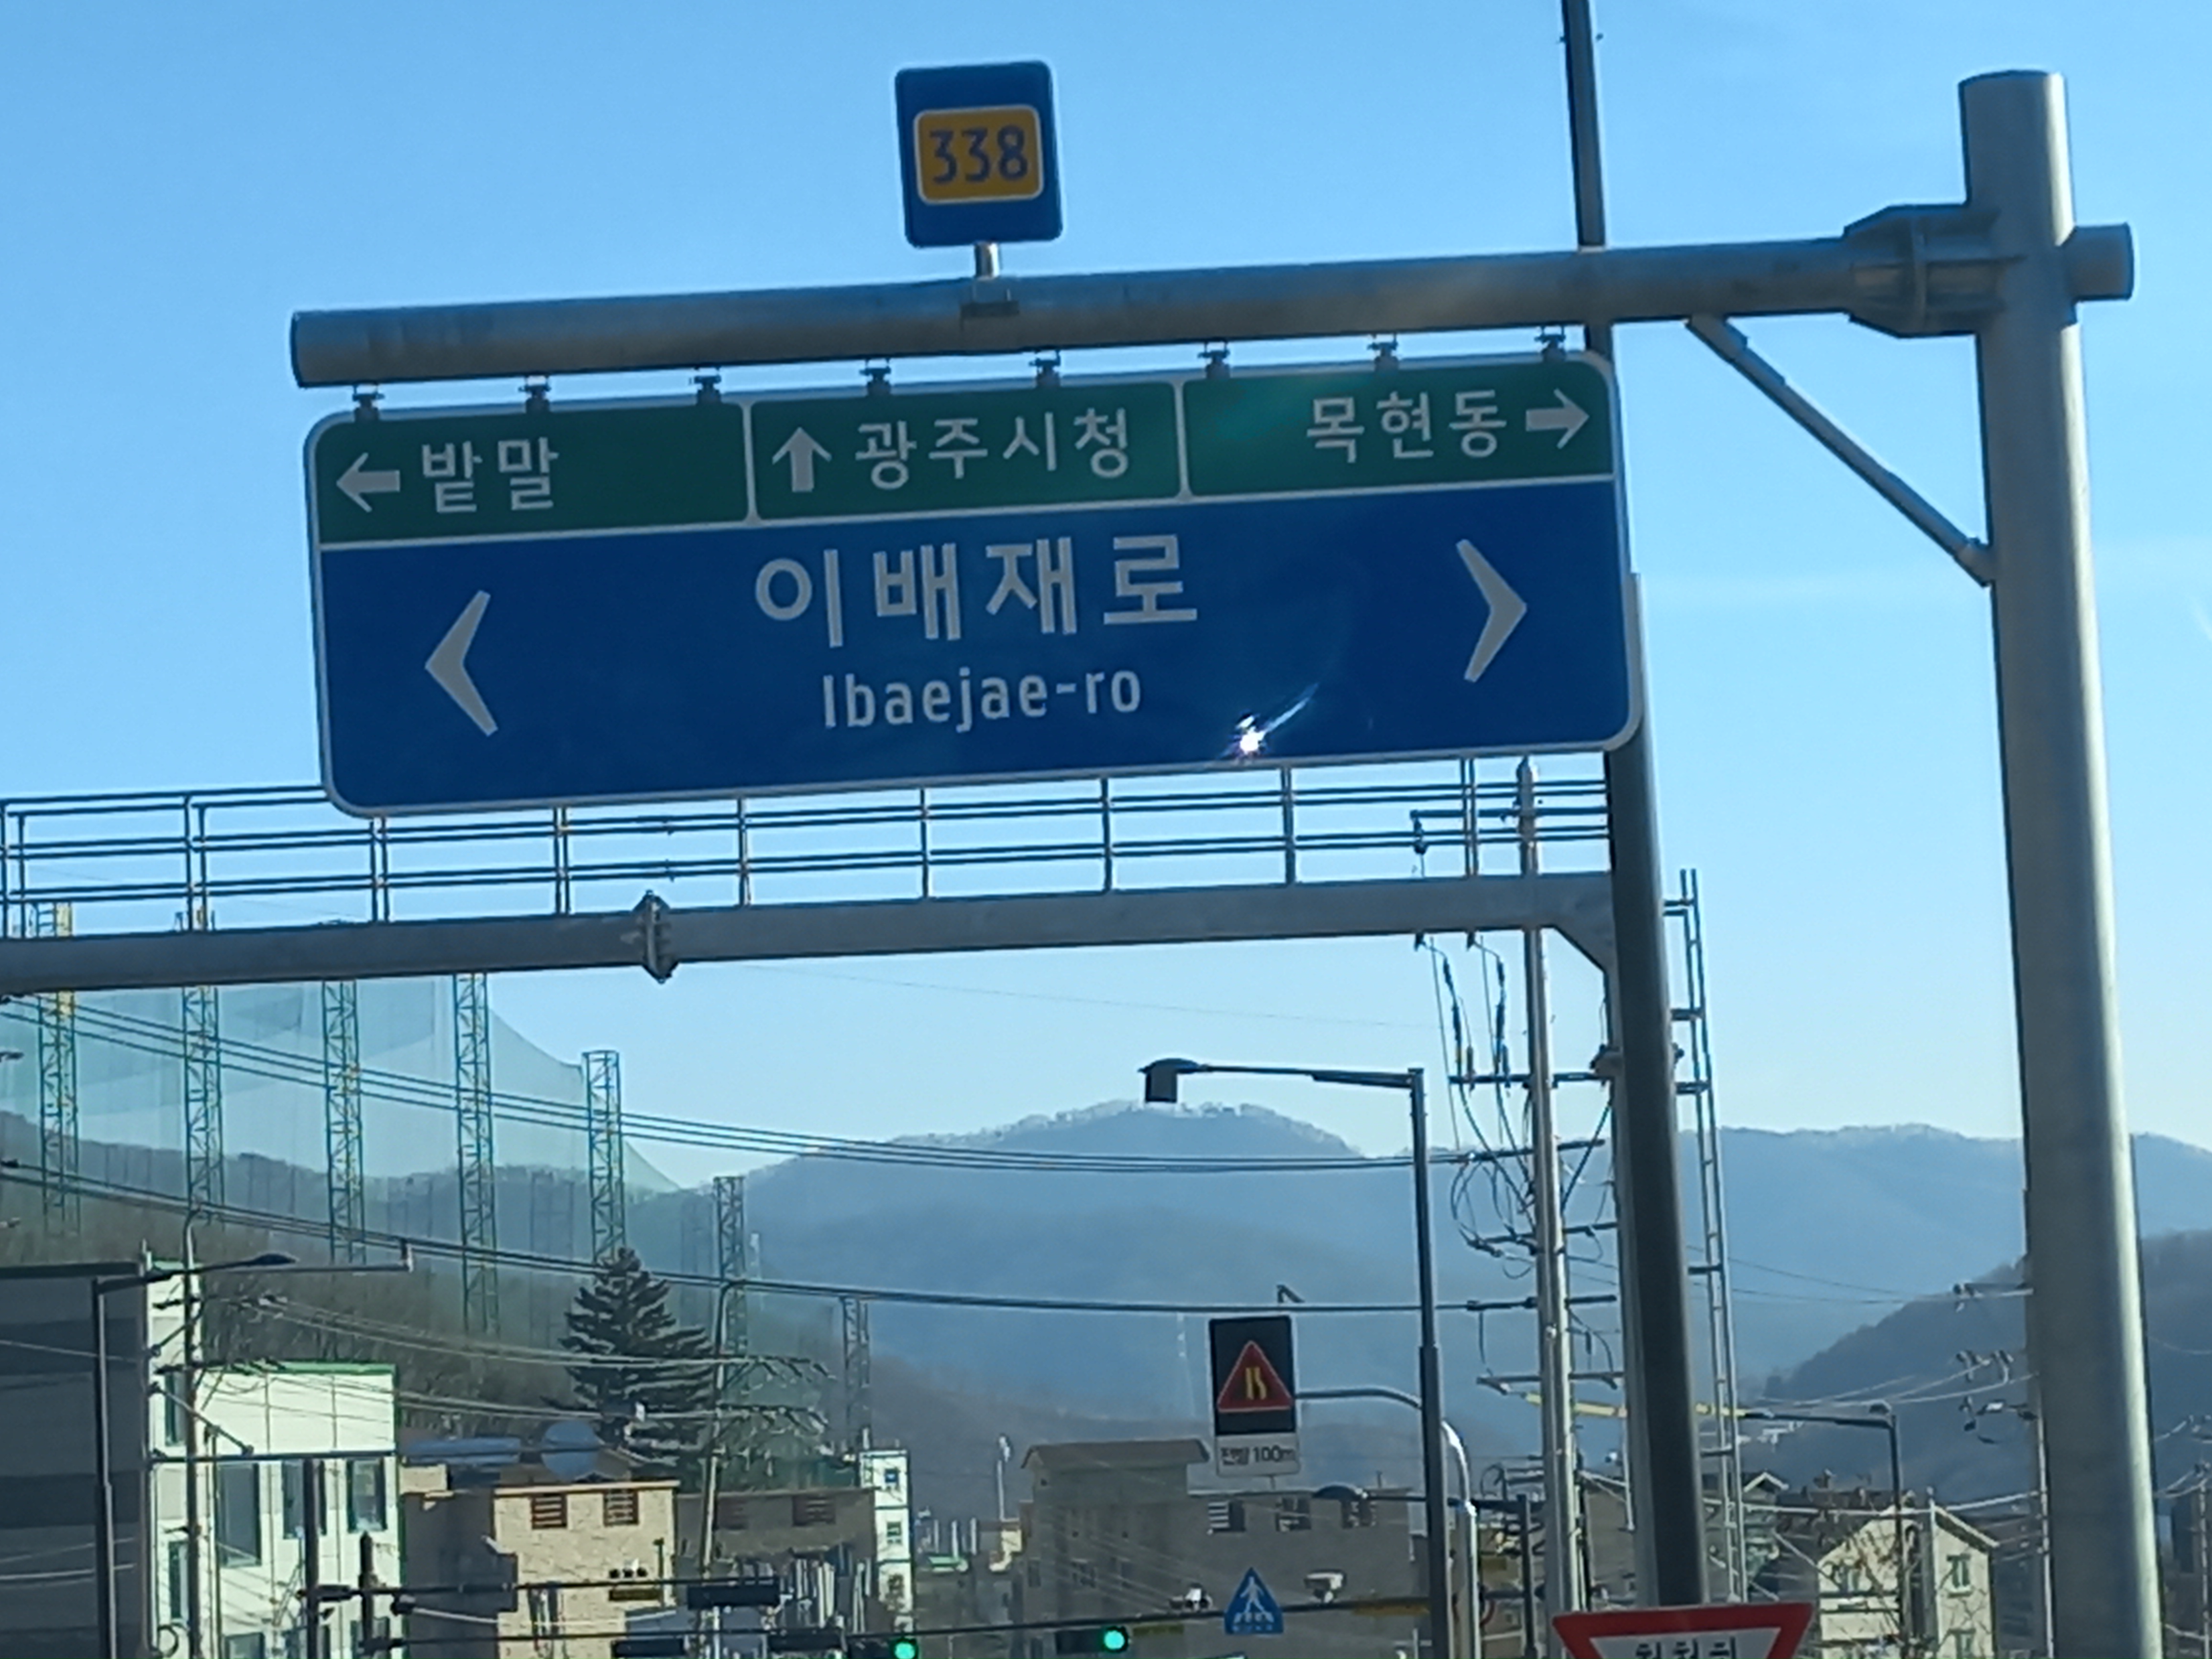 338
← 밭말
↑ 광주시청
목현동 →
이배재로
Ibaejae-ro
전방 100m